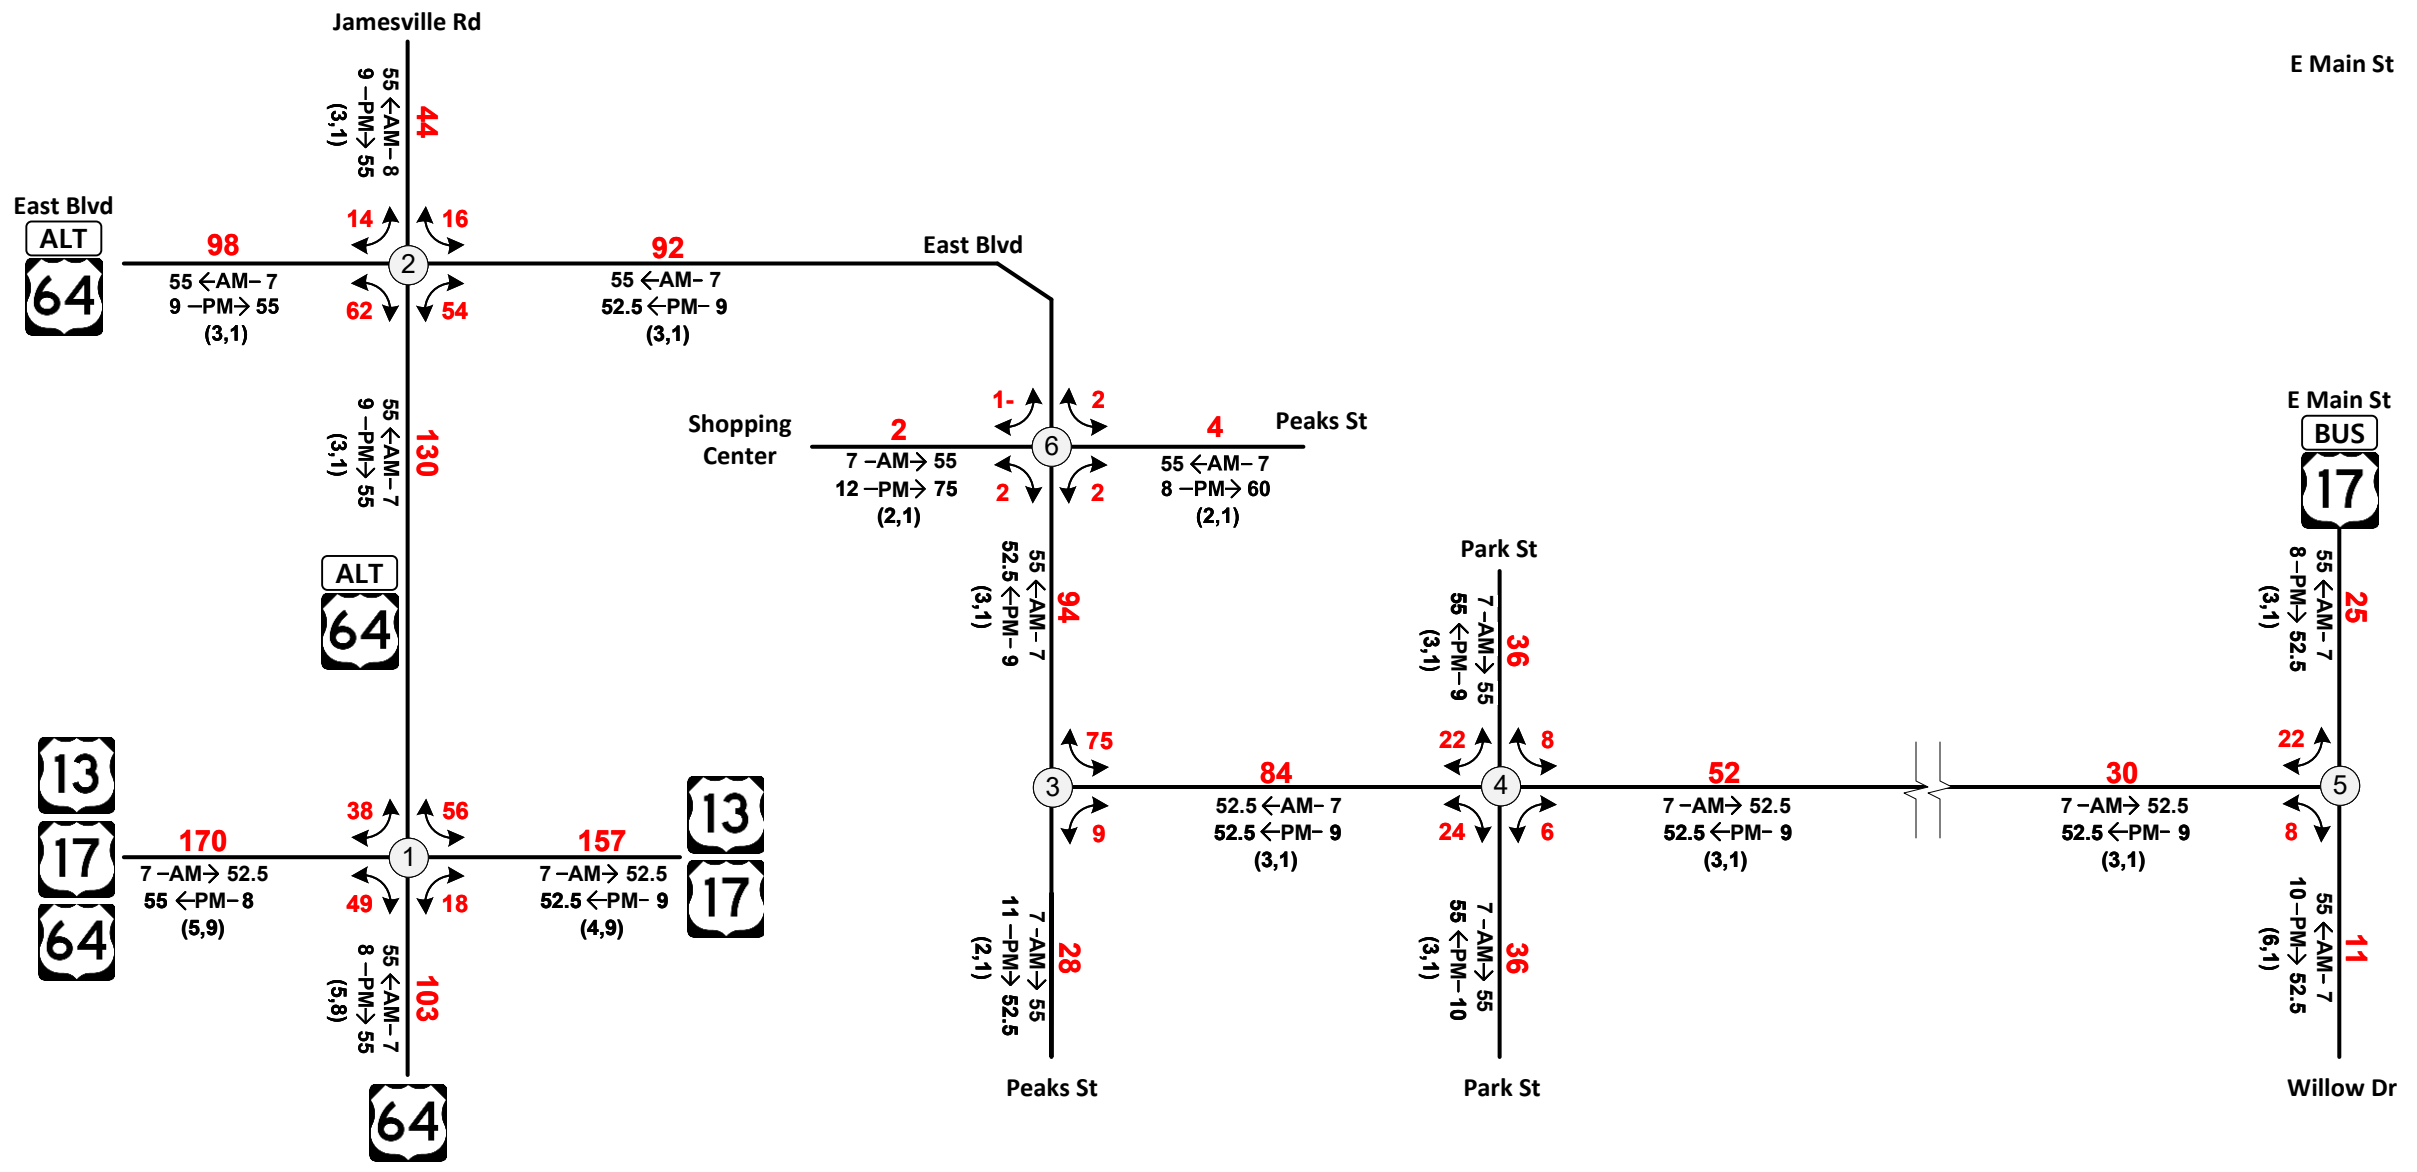 Jamesville Rd
E Main St
55 ←AM– 8
9 –PM→ 55
(3,1)
44
East Blvd
ALT
64
98
55 ←AM– 7
9 –PM→ 55
(3,1)
14
16
2
62
54
92
55 ←AM– 7
52.5 ←PM– 9
(3,1)
East Blvd
130
55 ←AM– 7
9 –PM→ 55
(3,1)
ALT
64
Shopping
Center
2
7 –AM→ 55
12 –PM→ 75
(2,1)
1-
2
6
2
2
4
55 ←AM– 7
8 –PM→ 60
(2,1)
Peaks St
94
55 ←AM– 7
52.5 ←PM– 9
(3,1)
Park St
36
7 –AM→ 55
55 ←PM– 9
(3,1)
E Main St
BUS
17
25
55 ←AM– 7
8 –PM→ 52.5
(3,1)
13
17
64
170
7 –AM→ 52.5
55 ←PM– 8
(5,9)
38
56
1
49
18
157
7 –AM→ 52.5
52.5 ←PM– 9
(4,9)
13
17
103
55 ←AM– 7
8 –PM→ 55
(5,8)
64
75
3
9
84
52.5 ←AM– 7
52.5 ←PM– 9
(3,1)
22
8
4
24
6
52
7 –AM→ 52.5
52.5 ←PM– 9
(3,1)
30
7 –AM→ 52.5
52.5 ←PM– 9
(3,1)
22
5
8
28
7 –AM→ 55
11 –PM→ 52.5
(2,1)
Peaks St
36
7 –AM→ 55
55 ←PM– 10
(3,1)
Park St
11
55 ←AM– 7
10 –PM→ 52.5
(6,1)
Willow Dr